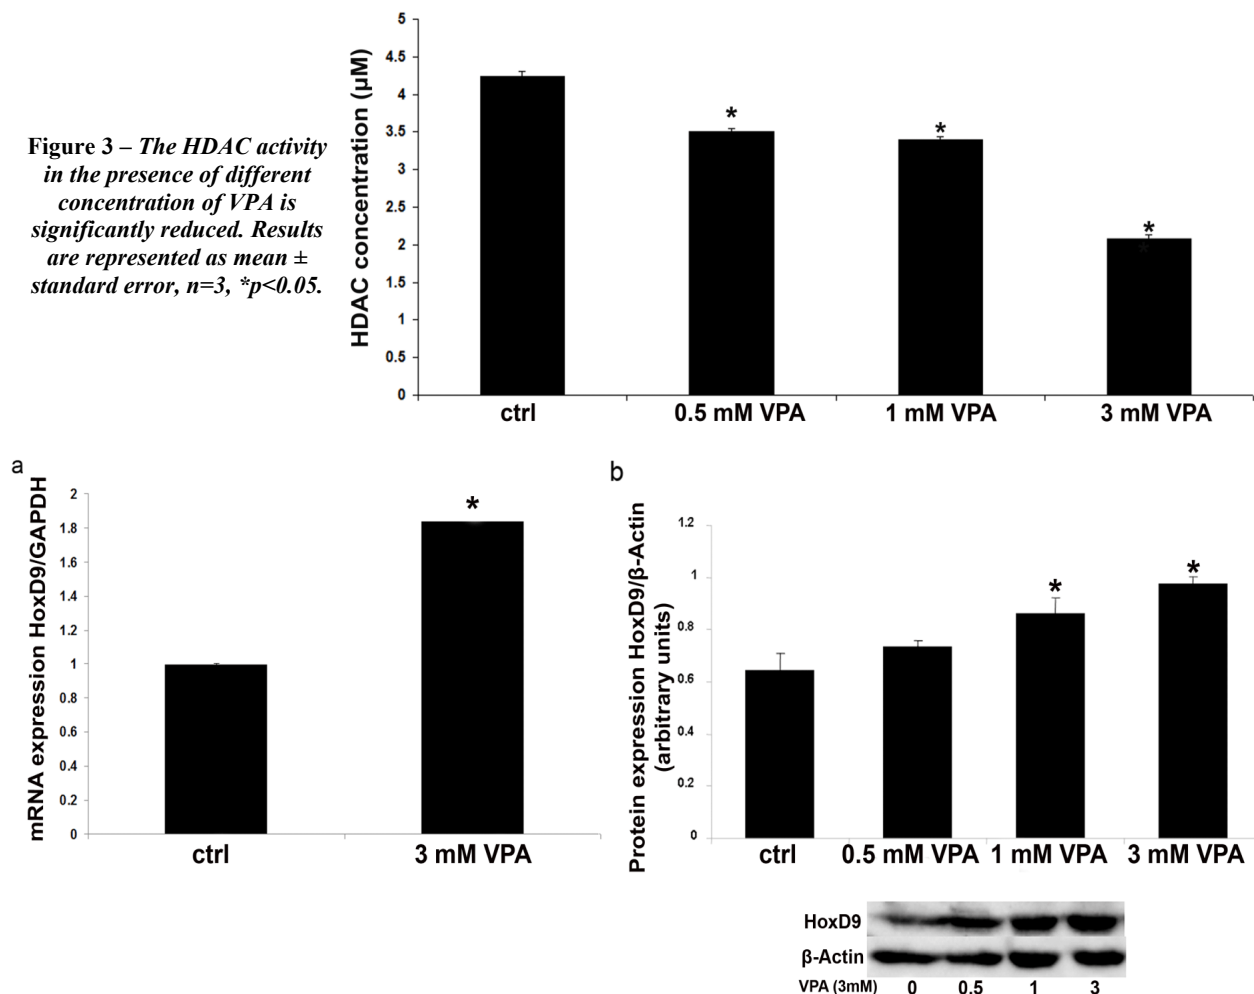 Figure 3 – The HDAC activity
in the presence of different
concentration of VPA is
significantly reduced. Results
are represented as mean ±
standard error, n=3, *p<0.05.
HDAC concentration (µM)
5
4.5
4
3.5
3
2.5
2
1.5
1
0.5
0
*
*
*
*
ctrl
0.5 mM VPA
1 mM VPA
3 mM VPA
a
mRNA expression HoxD9/GAPDH
2
1.8
1.6
1.4
1.2
1
0.8
0.6
0.4
0.2
0
*
ctrl
3 mM VPA
b
Protein expression HoxD9/β-Actin
(arbitrary units)
1.2
1
0.8
0.6
0.4
0.2
0
*
*
ctrl
0.5 mM VPA
1 mM VPA
3 mM VPA
HoxD9
β-Actin
VPA (3mM) 0 0.5 1 3